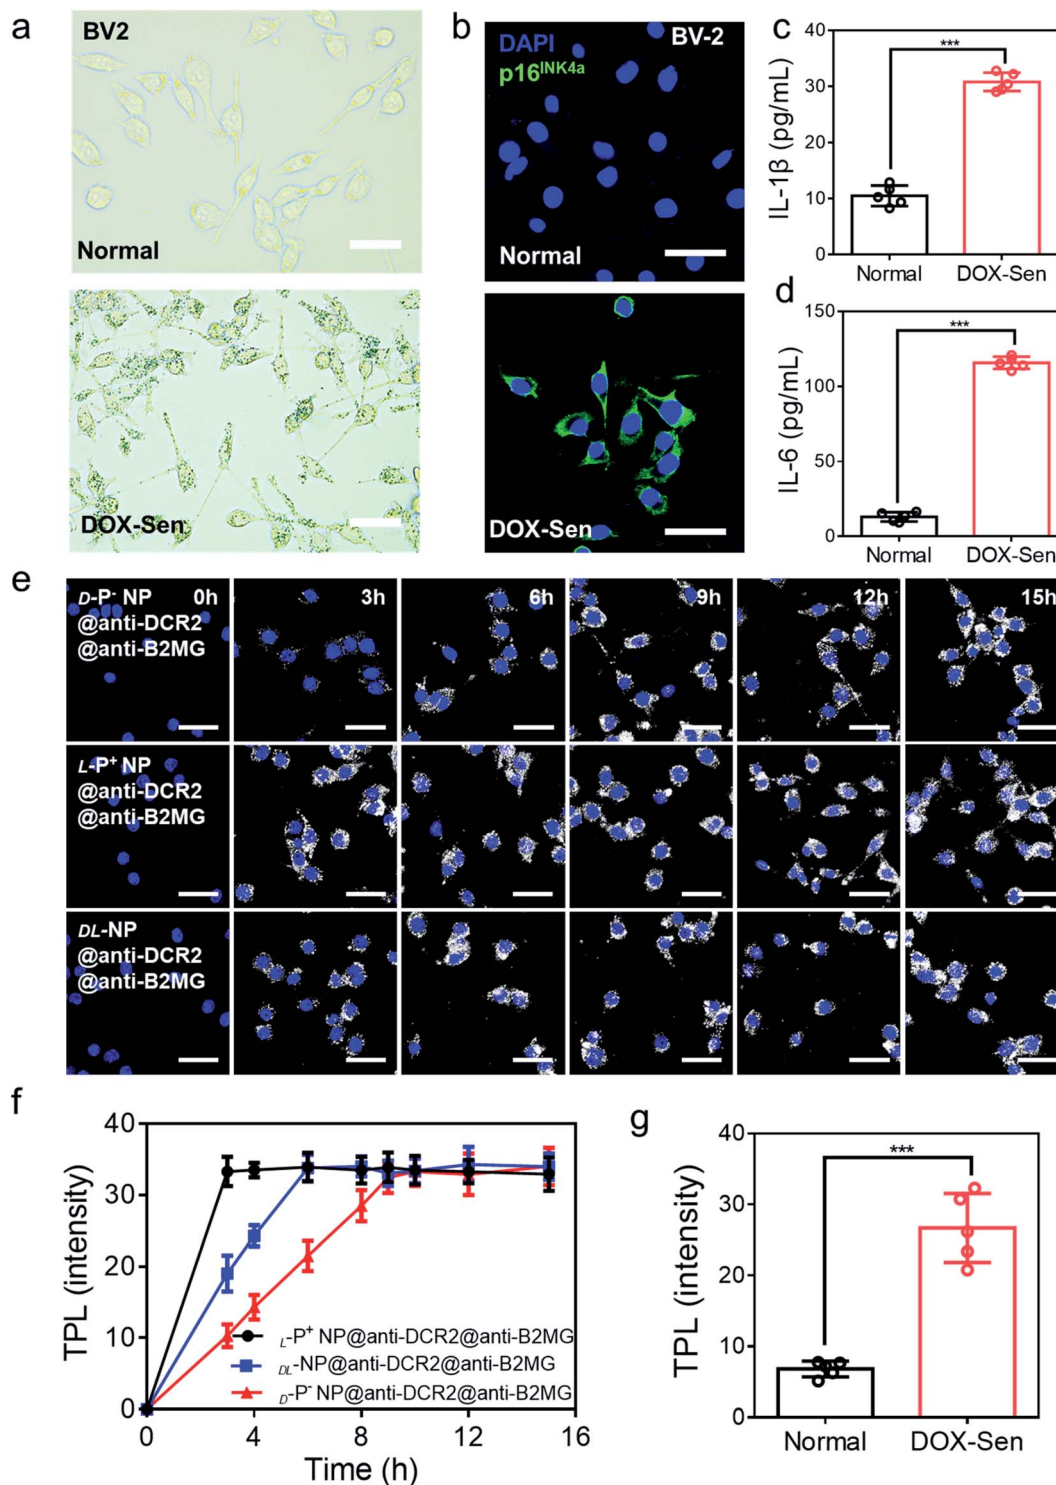 a
BV2
Normal
DOX-Sen
b
DAPI
p16^INK4a
BV-2
Normal
DOX-Sen
c
40
30
20
10
0
IL-1β (pg/mL)
***
Normal
DOX-Sen
d
150
100
50
0
IL-6 (pg/mL)
***
Normal
DOX-Sen
e
D-P⁻ NP
@anti-DCR2
@anti-B2MG
0h
3h
6h
9h
12h
15h
L-P⁺ NP
@anti-DCR2
@anti-B2MG
DL-NP
@anti-DCR2
@anti-B2MG
f
40
30
20
10
0
TPL (intensity)
L-P⁺ NP@anti-DCR2@anti-B2MG
DL-NP@anti-DCR2@anti-B2MG
D-P⁻ NP@anti-DCR2@anti-B2MG
0
4
8
12
16
Time (h)
g
40
30
20
10
0
TPL (intensity)
***
Normal
DOX-Sen